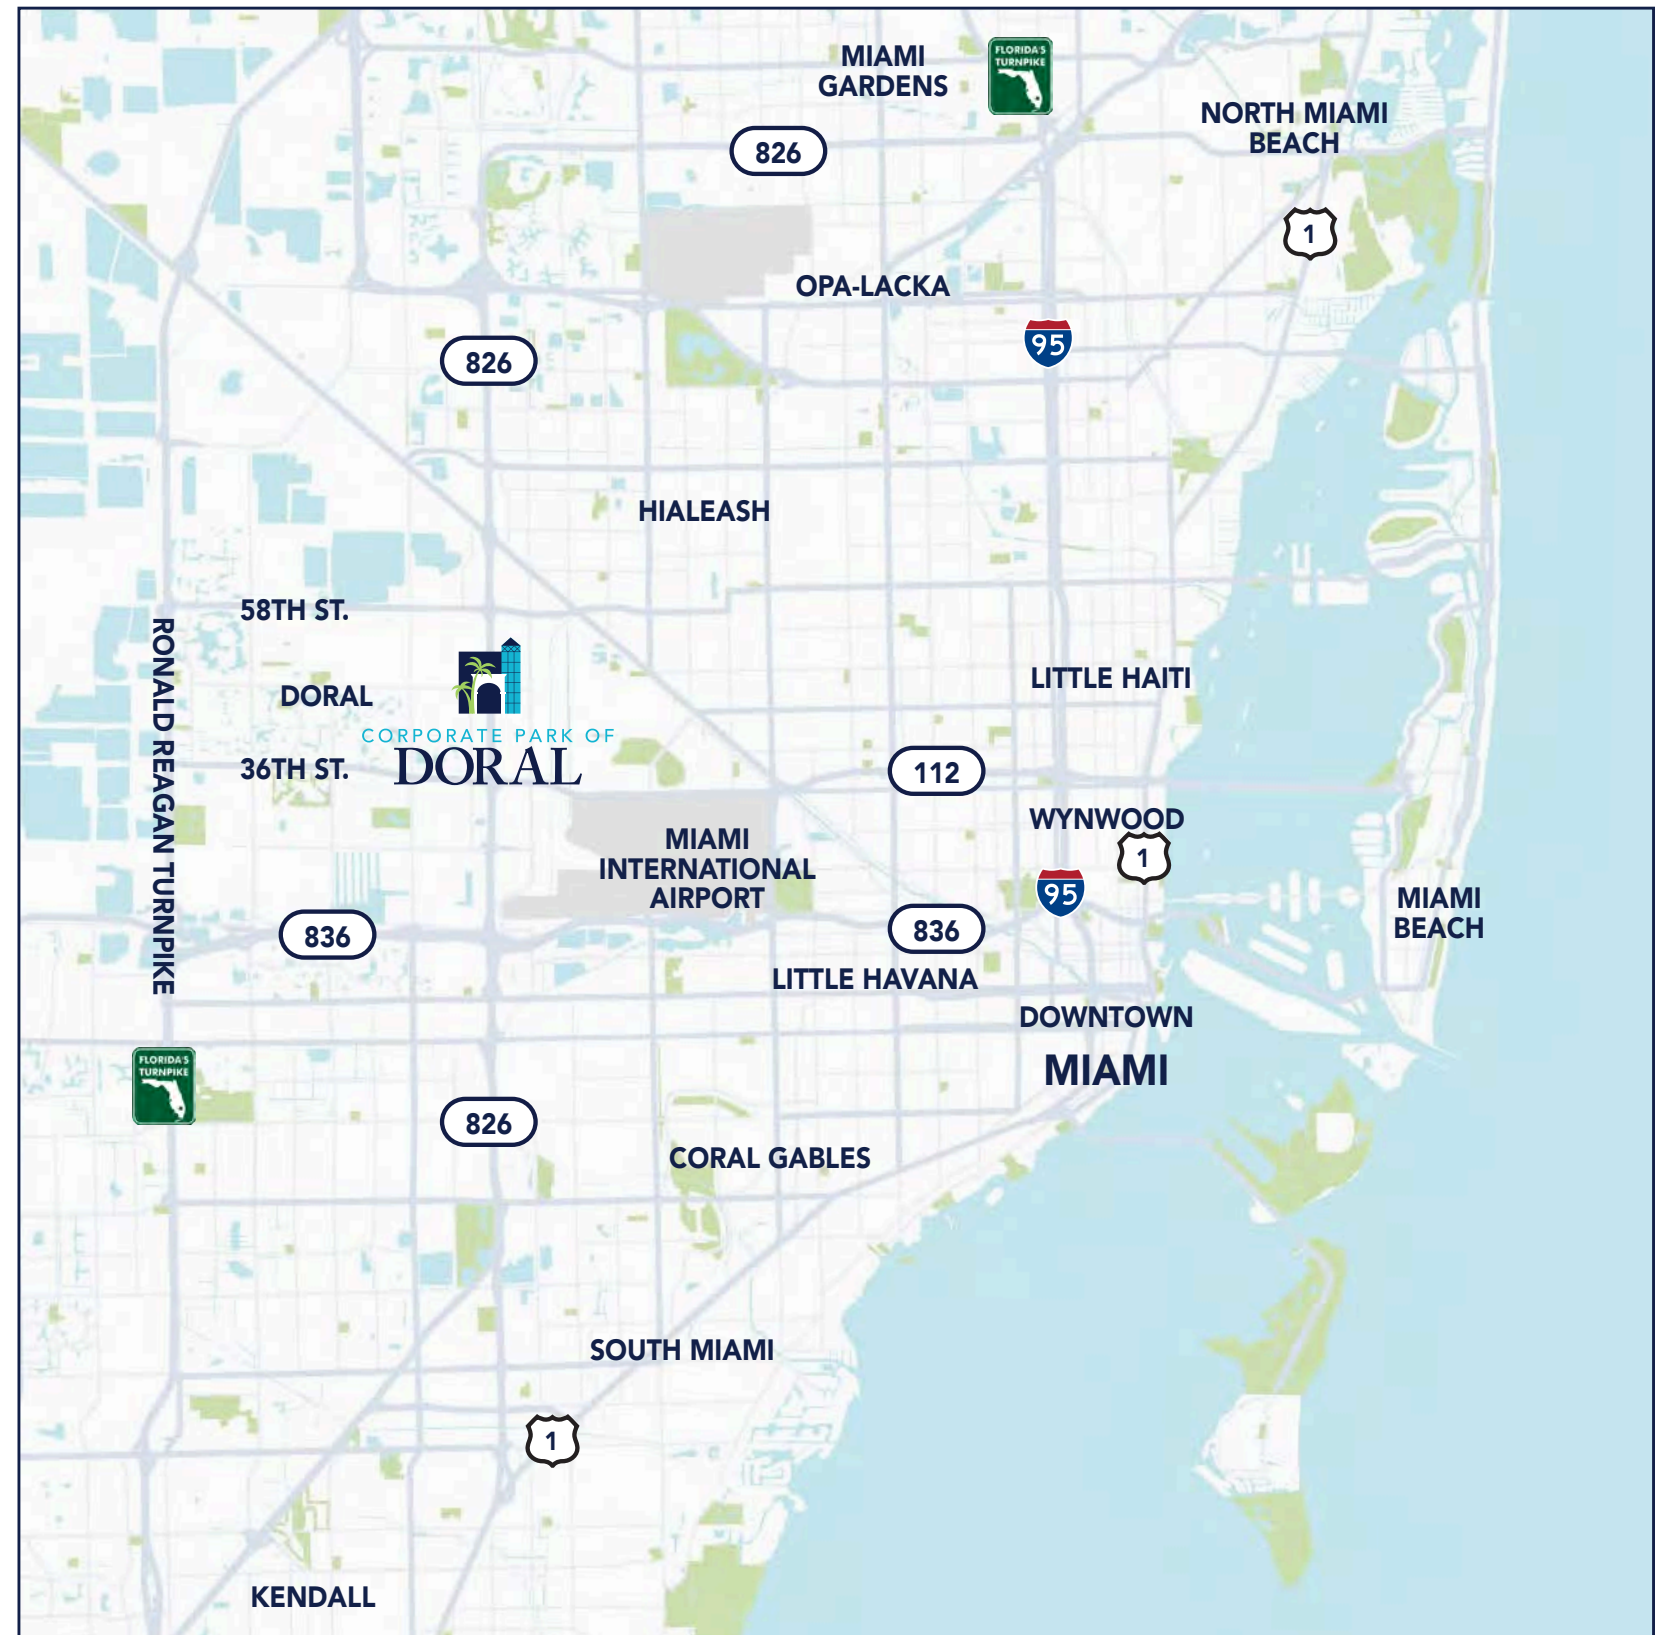 MIAMI
GARDENS
FLORIDA'S
TURNPIKE
NORTH MIAMI
BEACH
826
1
OPA-LACKA
95
826
HIALEASH
58TH ST.
RONALD REAGAN TURNPIKE
LITTLE HAITI
DORAL
CORPORATE PARK OF
DORAL
36TH ST.
112
WYNWOOD
1
MIAMI
INTERNATIONAL
AIRPORT
95
MIAMI
BEACH
836
836
LITTLE HAVANA
DOWNTOWN
MIAMI
FLORIDA'S
TURNPIKE
826
CORAL GABLES
SOUTH MIAMI
1
KENDALL